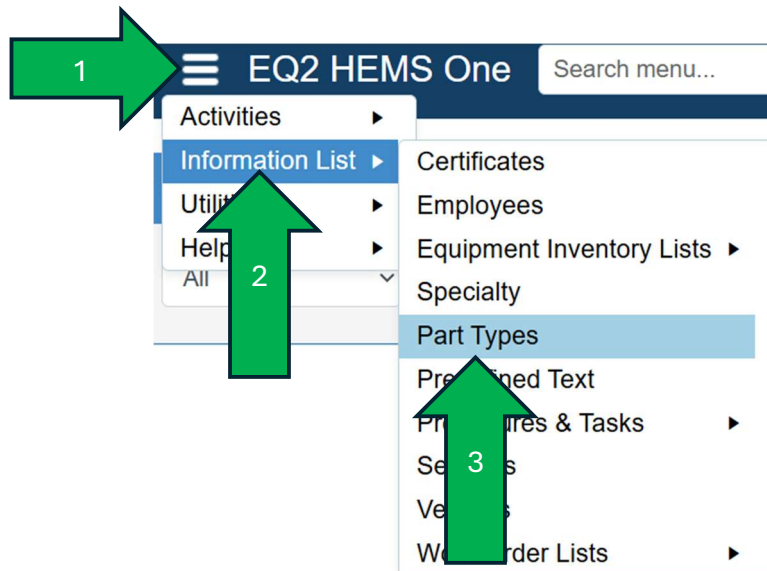 1
EQ2 HEMS One
Search menu...
Activities
Information List
Certificates
Employees
Equipment Inventory Lists
Specialty
Help
All
2
Part Types
3
Tasks
Text
&
Lists